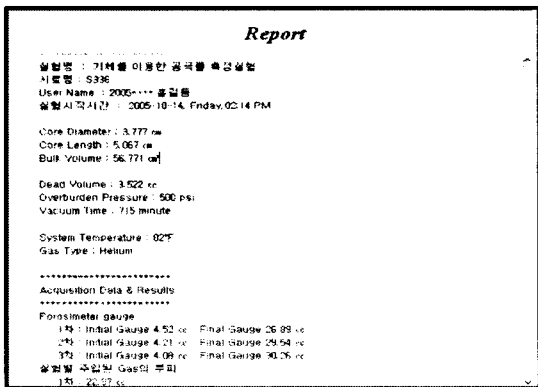 Report
실험명 : 기체를 이용한 공극률 측정실험
시료명 : S336
User Name : 2005**** 홍길동
실험시작시간 : 2005-10-14, Friday, 02:14 PM
Core Diameter : 3.777 cm
Core Length : 5.067 cm
Bulk Volume : 56.771 cm³
Dead Volume : 3.522 cc
Overburden Pressure : 500 psi
Vacuum Time : 715 minute
System Temperature : 82°F
Gas Type : Helium
************************
Acquisition Data & Results
************************
Porosimeter gauge
1차 : Initial Gauge 4.52 cc Final Gauge 26.89 cc
2차 : Initial Gauge 4.21 cc Final Gauge 29.54 cc
3차 : Initial Gauge 4.08 cc Final Gauge 30.26 cc
실험별 주입된 Gas의 부피
1차 : 22.37 cc